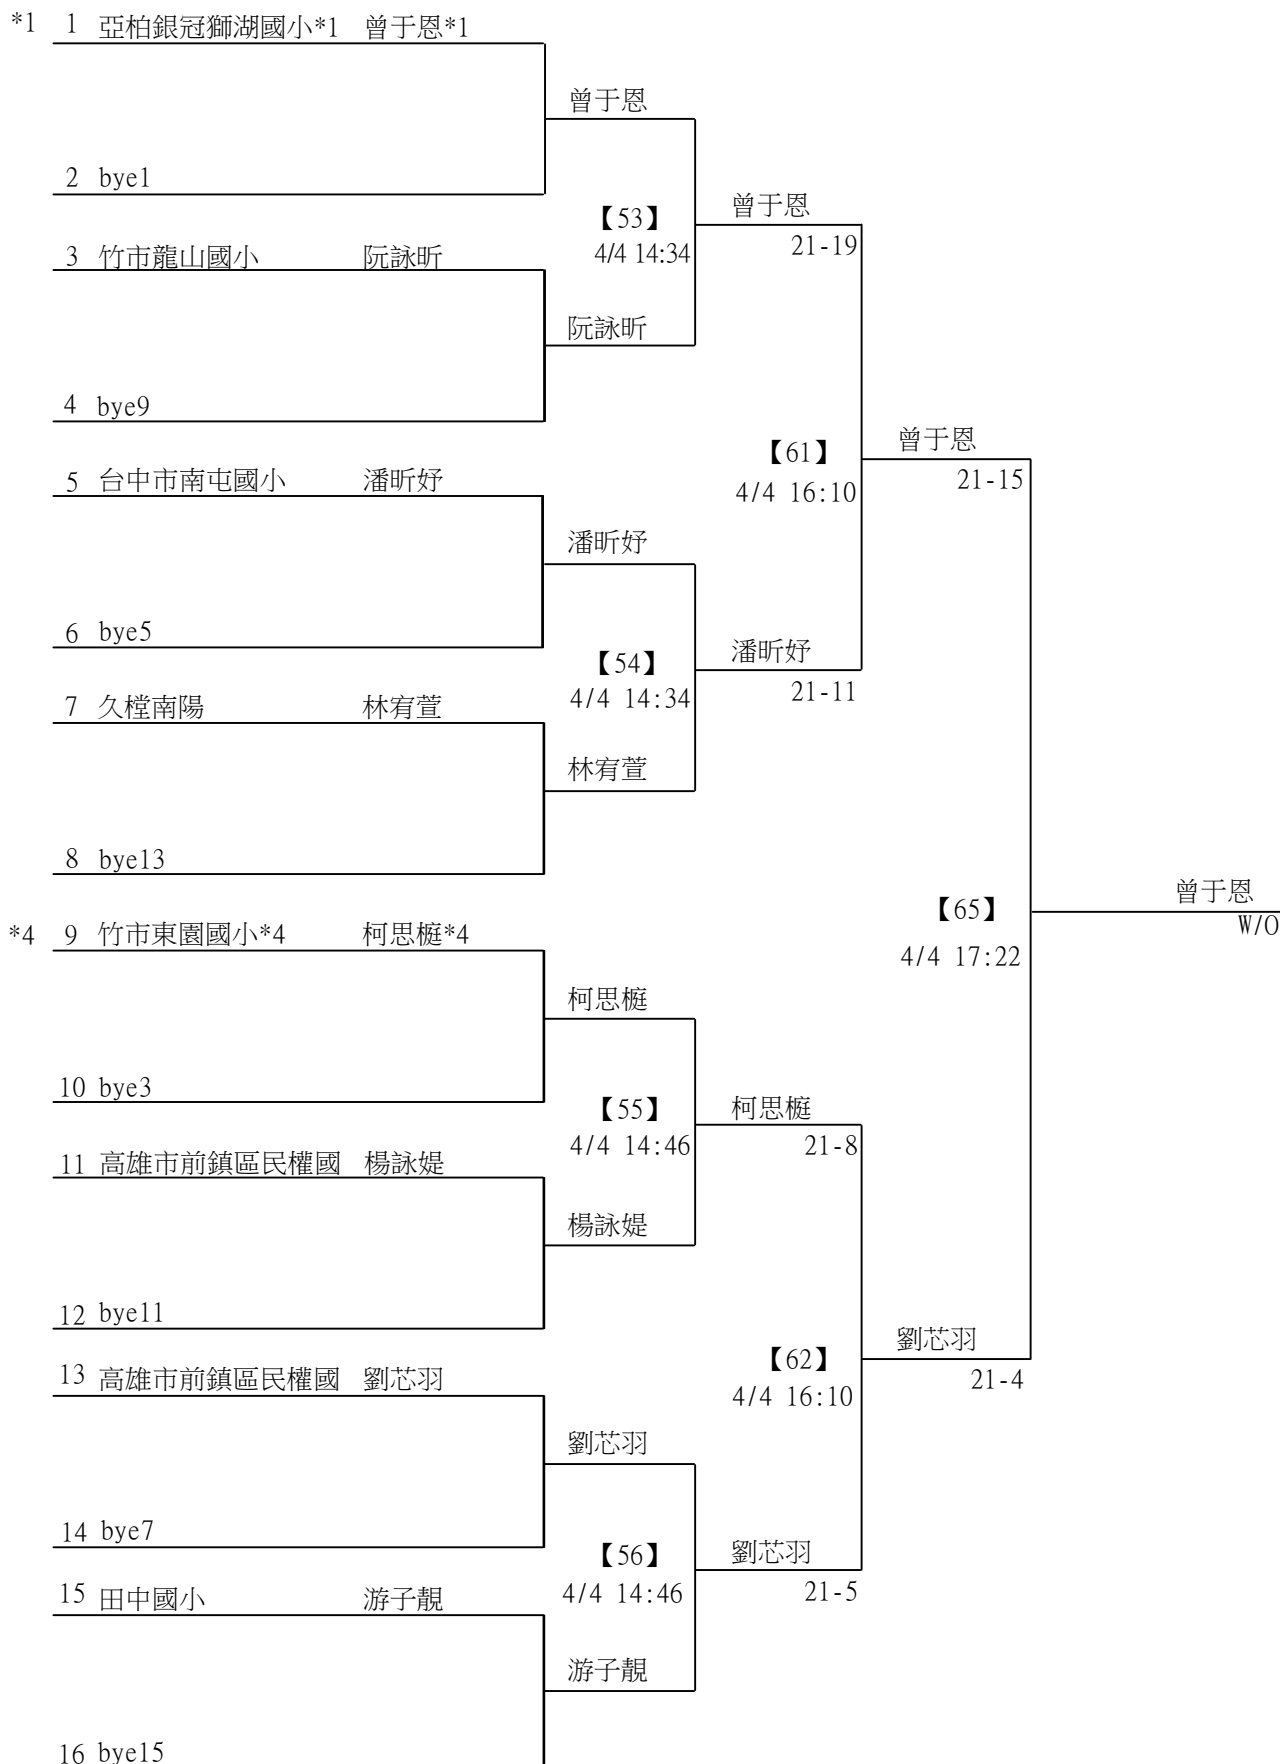 *1 1 亞柏銀冠獅湖國小*1 曾于恩*1
曾于恩
2 bye1
【53】
曾于恩
4/4 14:34
21-19
3 竹市龍山國小 阮詠昕
阮詠昕
4 bye9
【61】
曾于恩
4/4 16:10
21-15
5 台中市南屯國小 潘昕妤
潘昕妤
6 bye5
【54】
潘昕妤
4/4 14:34
21-11
7 久樘南陽 林宥萱
林宥萱
8 bye13
【65】
曾于恩
4/4 17:22
W/O
*4 9 竹市東園國小*4 柯思榳*4
柯思榳
10 bye3
【55】
柯思榳
4/4 14:46
21-8
11 高雄市前鎮區民權國 楊詠媞
楊詠媞
12 bye11
【62】
劉芯羽
4/4 16:10
21-4
13 高雄市前鎮區民權國 劉芯羽
劉芯羽
14 bye7
【56】
劉芯羽
4/4 14:46
21-5
15 田中國小 游子靚
游子靚
16 bye15